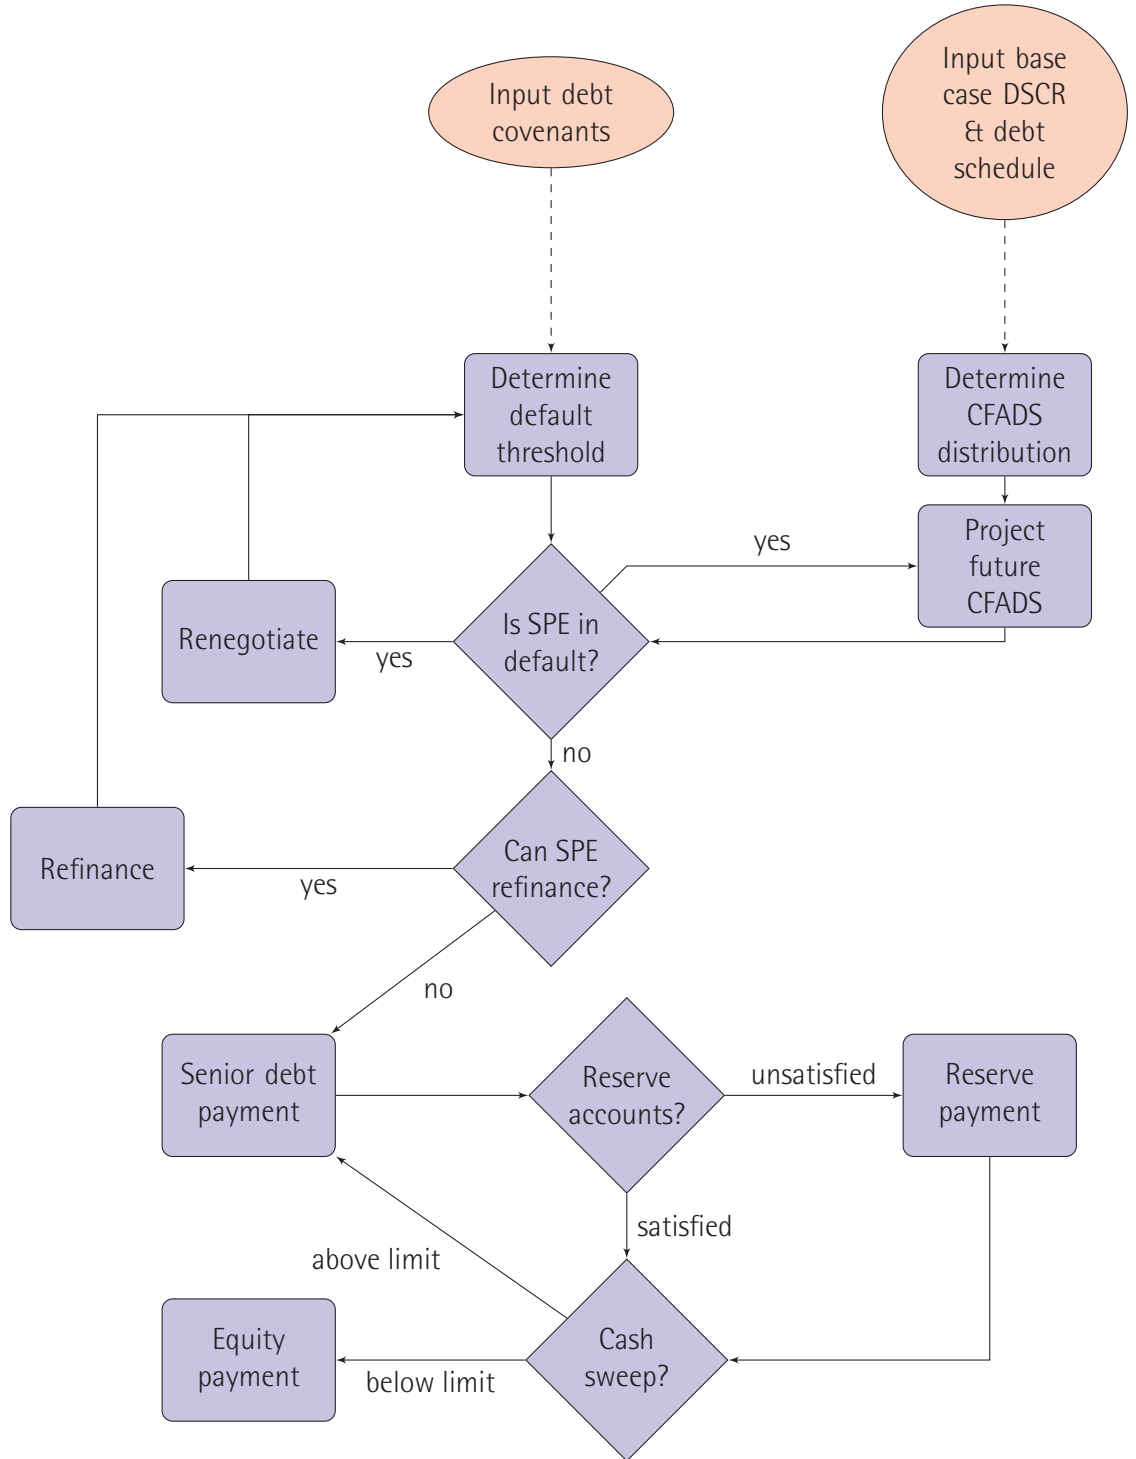 Input debt
covenants
Input base
case DSCR
& debt
schedule
Determine
default
threshold
Determine
CFADS
distribution
Project
future
CFADS
yes
Is SPE in
default?
yes
Renegotiate
no
Can SPE
refinance?
yes
Refinance
no
Senior debt
payment
Reserve
accounts?
unsatisfied
Reserve
payment
satisfied
above limit
Cash
sweep?
below limit
Equity
payment